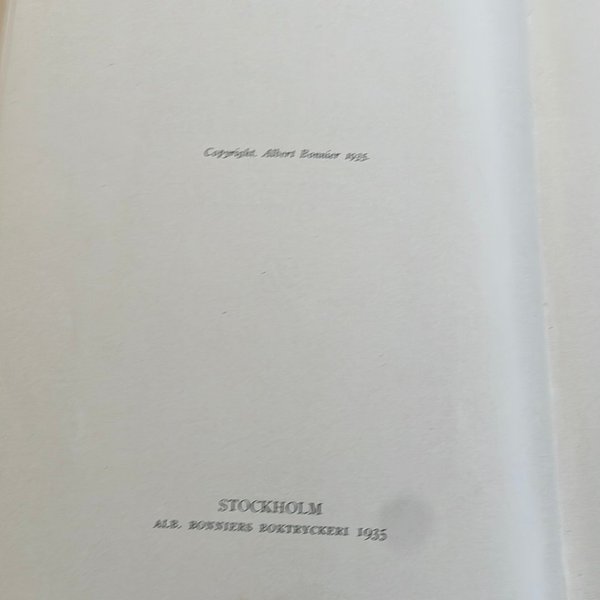 Copyright. Albert Bonnier 1935
STOCKHOLM
ALB. BONNIERS BOKTRYCKERI 1935